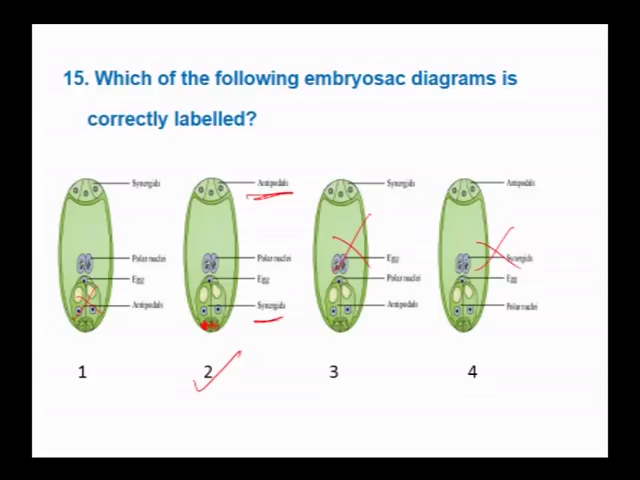 15. Which of the following embryosac diagrams is
correctly labelled?
Synergids
Polar nuclei
Egg
Antipodals
Antipodals
Polar nuclei
Egg
Synergids
Synergids
Egg
Polar nuclei
Antipodals
Antipodals
Synergids
Egg
Polar nuclei
1
2
3
4